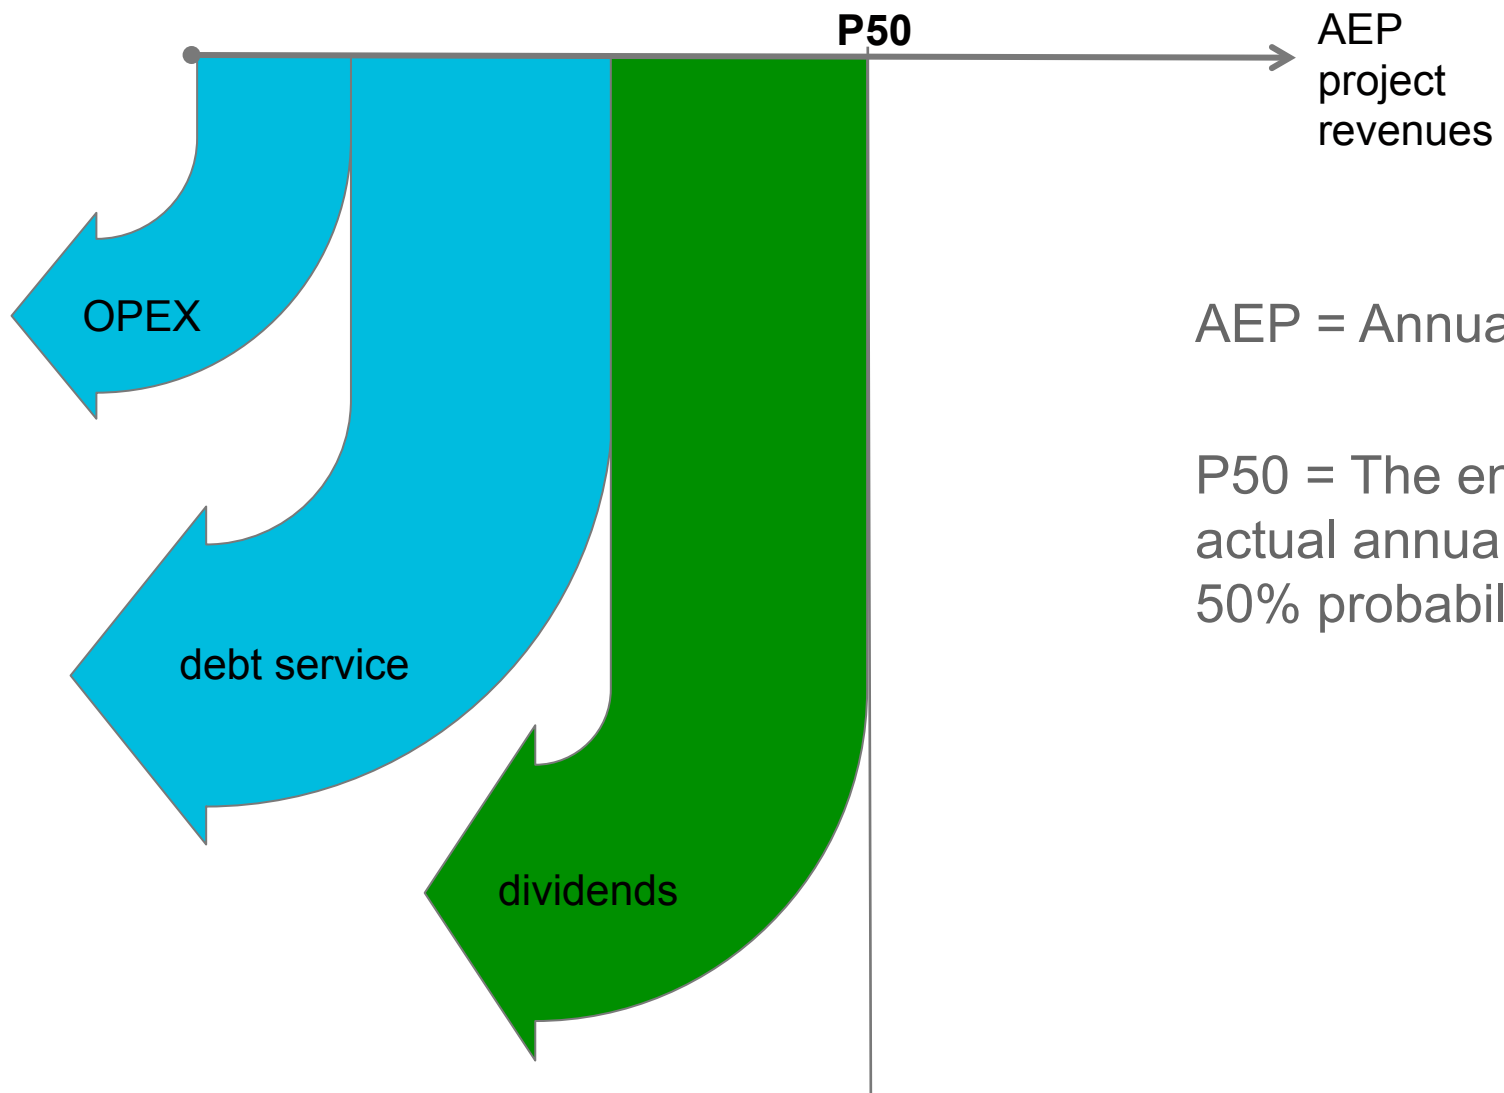 P50
AEP
project
revenues
OPEX
AEP = Annua
P50 = The en
actual annua
50% probabil
debt service
dividends